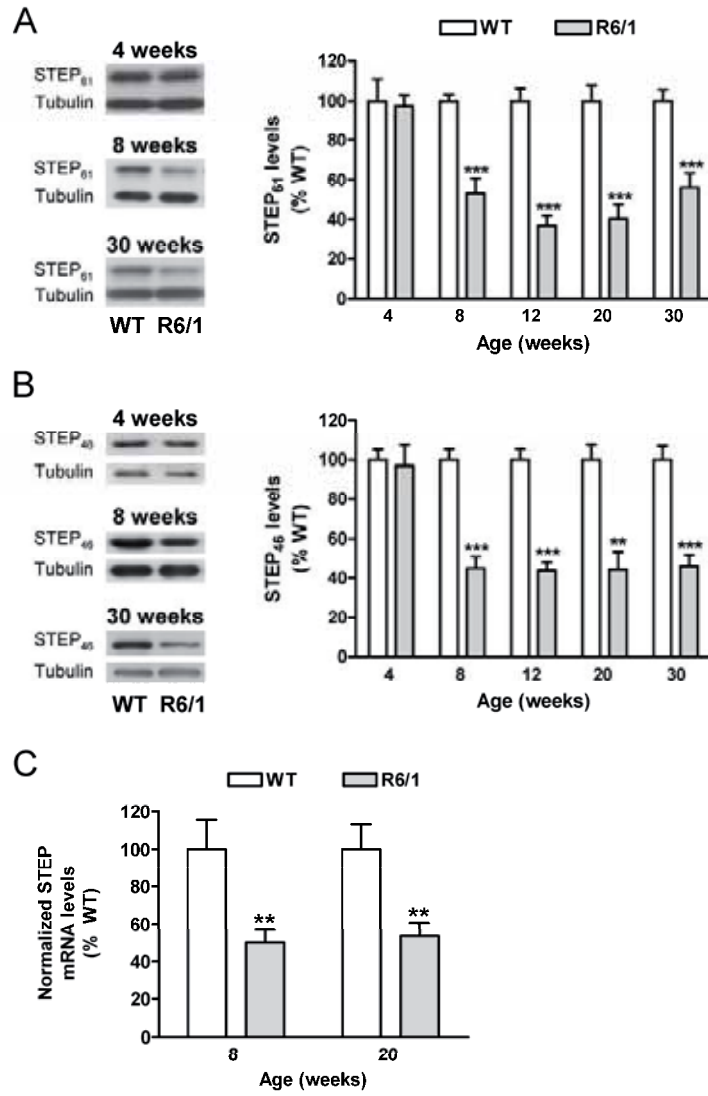 A
4 weeks
STEP61
Tubulin
8 weeks
STEP61
Tubulin
30 weeks
STEP61
Tubulin
WT R6/1
WT R6/1
STEP61 levels
(% WT)
120
100
80
60
40
20
0
*** *** *** ***
4 8 12 20 30
Age (weeks)
B
4 weeks
STEP46
Tubulin
8 weeks
STEP46
Tubulin
30 weeks
STEP46
Tubulin
WT R6/1
STEP46 levels
(% WT)
120
100
80
60
40
20
0
*** *** ** ***
4 8 12 20 30
Age (weeks)
C
WT R6/1
Normalized STEP
mRNA levels
(% WT)
120
100
80
60
40
20
0
** **
8 20
Age (weeks)